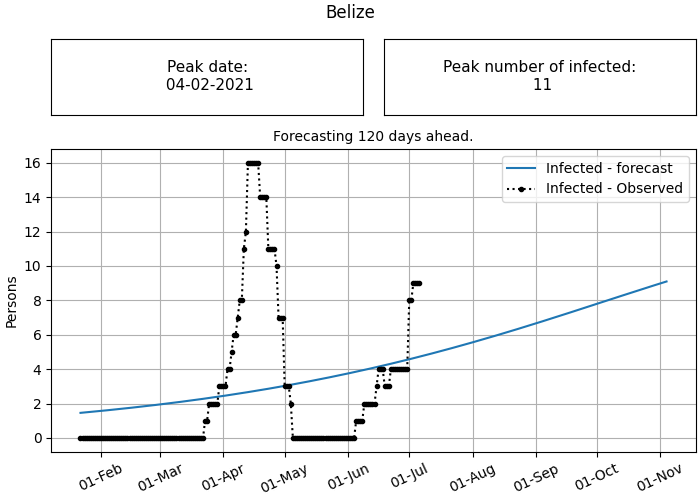 Belize
Peak date:
04-02-2021
Peak number of infected:
11
Forecasting 120 days ahead.
Infected - forecast
Infected - Observed
Persons
16
14
12
10
8
6
4
2
0
01-Feb
01-Mar
01-Apr
01-May
01-Jun
01-Jul
01-Aug
01-Sep
01-Oct
01-Nov